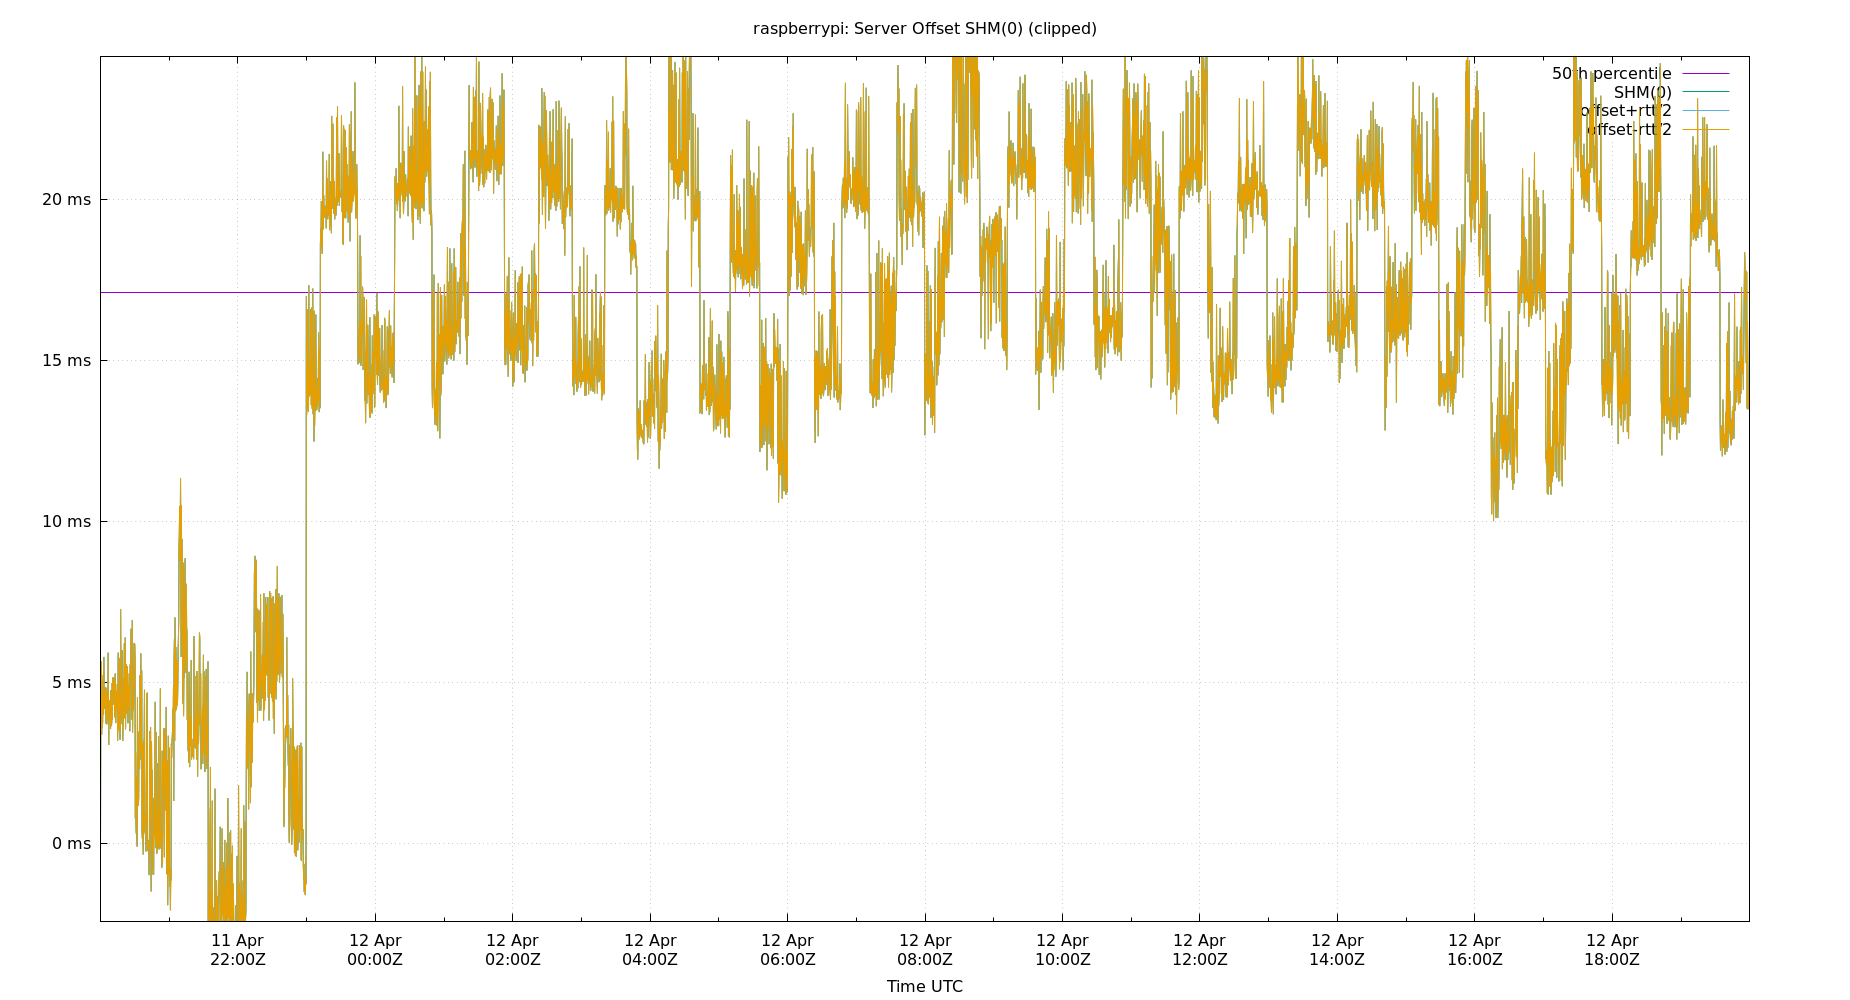 raspberrypi: Server Offset SHM(0) (clipped)
50th percentile
SHM(0)
offset+rtt/2
offset-rtt/2
20 ms
15 ms
10 ms
5 ms
0 ms
11 Apr 12 Apr 12 Apr 12 Apr 12 Apr 12 Apr 12 Apr 12 Apr 12 Apr 12 Apr 12 Apr
22:00Z 00:00Z 02:00Z 04:00Z 06:00Z 08:00Z 10:00Z 12:00Z 14:00Z 16:00Z 18:00Z
Time UTC